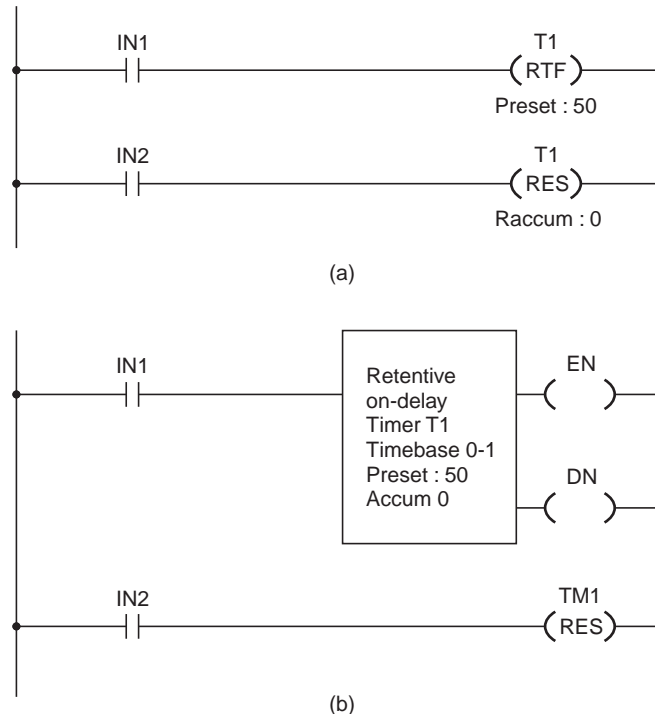 IN1
T1
RTF
Preset : 50
IN2
T1
RES
Raccum : 0
(a)
IN1
Retentive
on-delay
Timer T1
Timebase 0-1
Preset : 50
Accum 0
EN
DN
IN2
TM1
RES
(b)